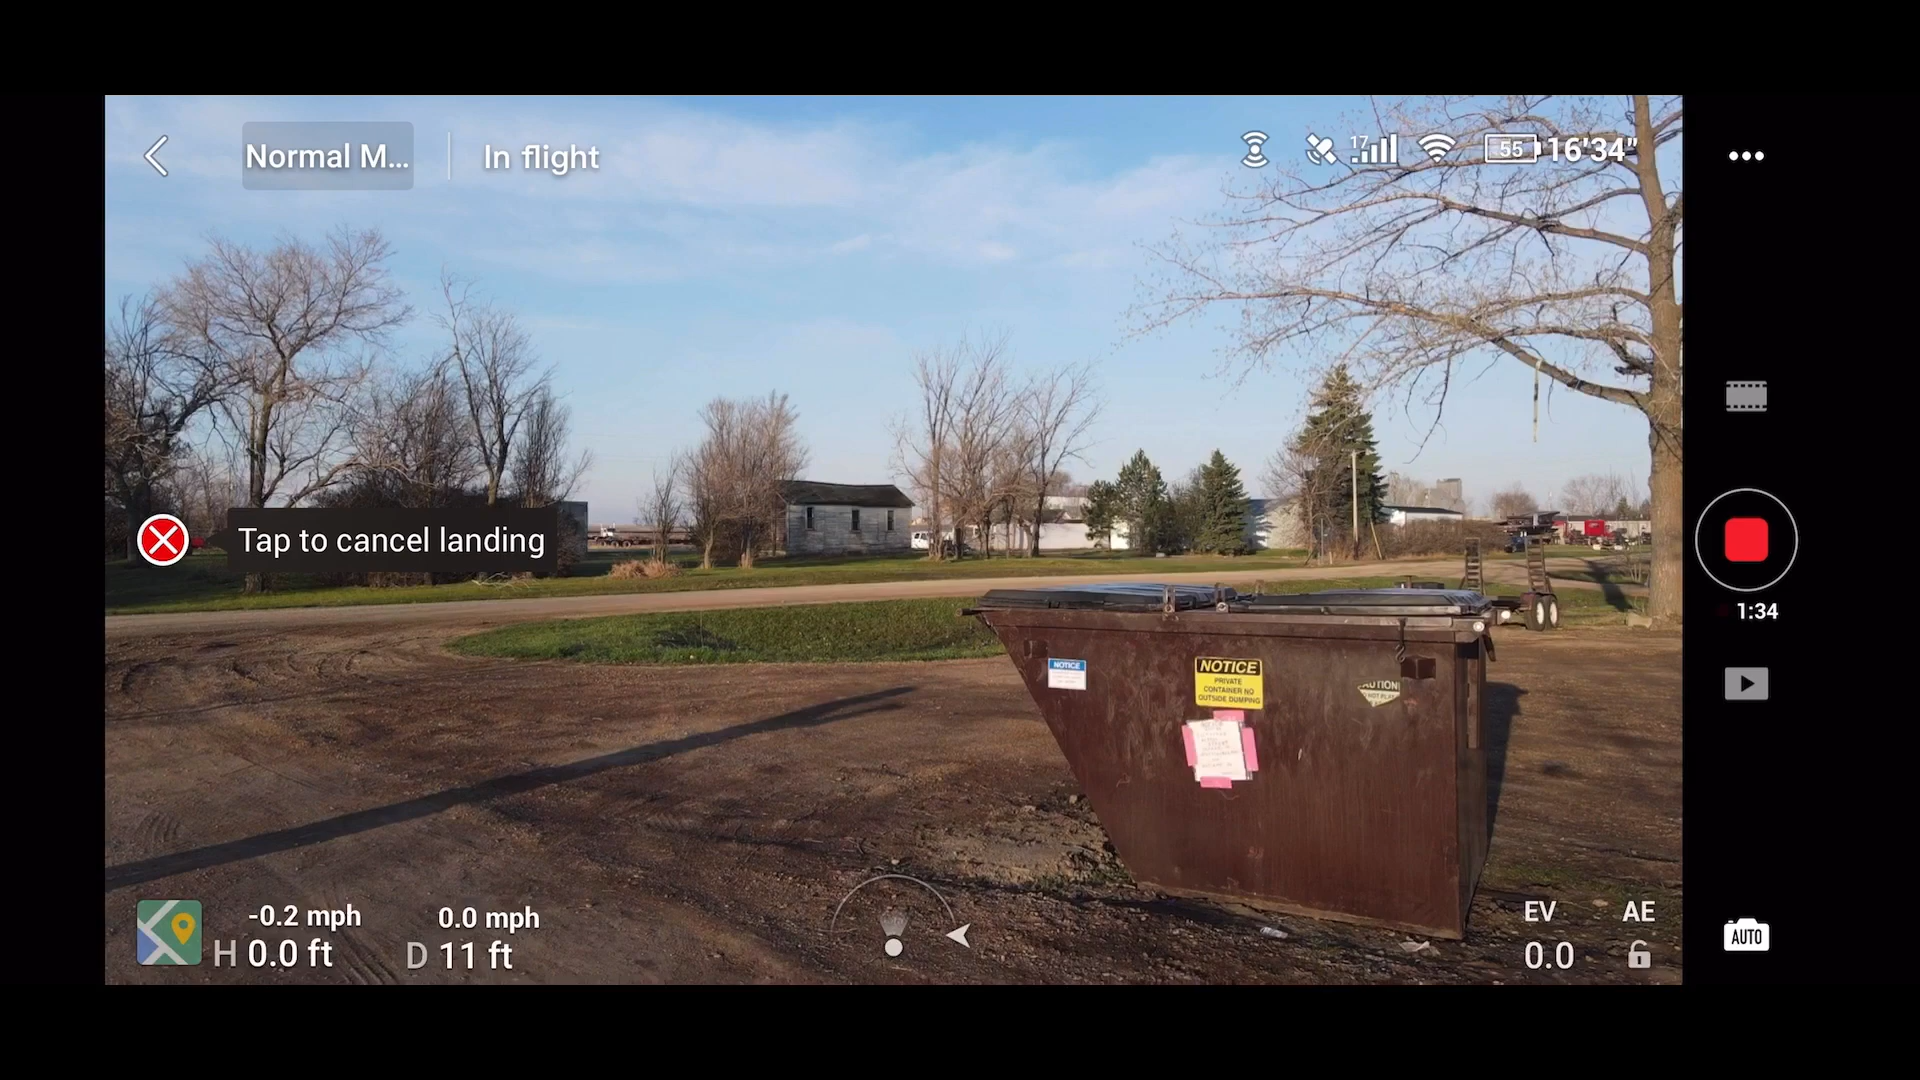 Normal M...
In flight
17
55
16'34"
Tap to cancel landing
1:34
NOTICE
NOTICE
PRIVATE
CONTAINER NO
OUTSIDE DUMPING
AUTION
-0.2 mph
0.0 mph
H 0.0 ft
D 11 ft
EV
0.0
AE
AUTO